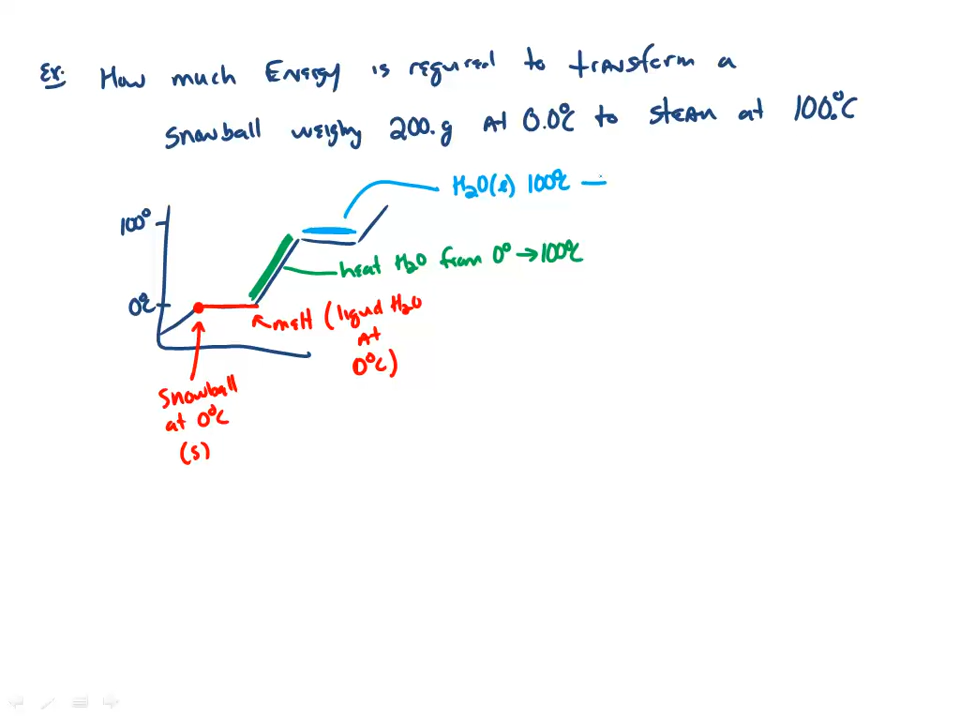 Ex: How much Energy is required to transform a
Snowball weighing 200.g At 0.0°C to steam at 100.°C
H₂O(l) 100°C —
100°
heat H₂O from 0° → 100°C
0°C
melt (liquid H₂O
At
0°C)
Snowball
at 0°C
(s)